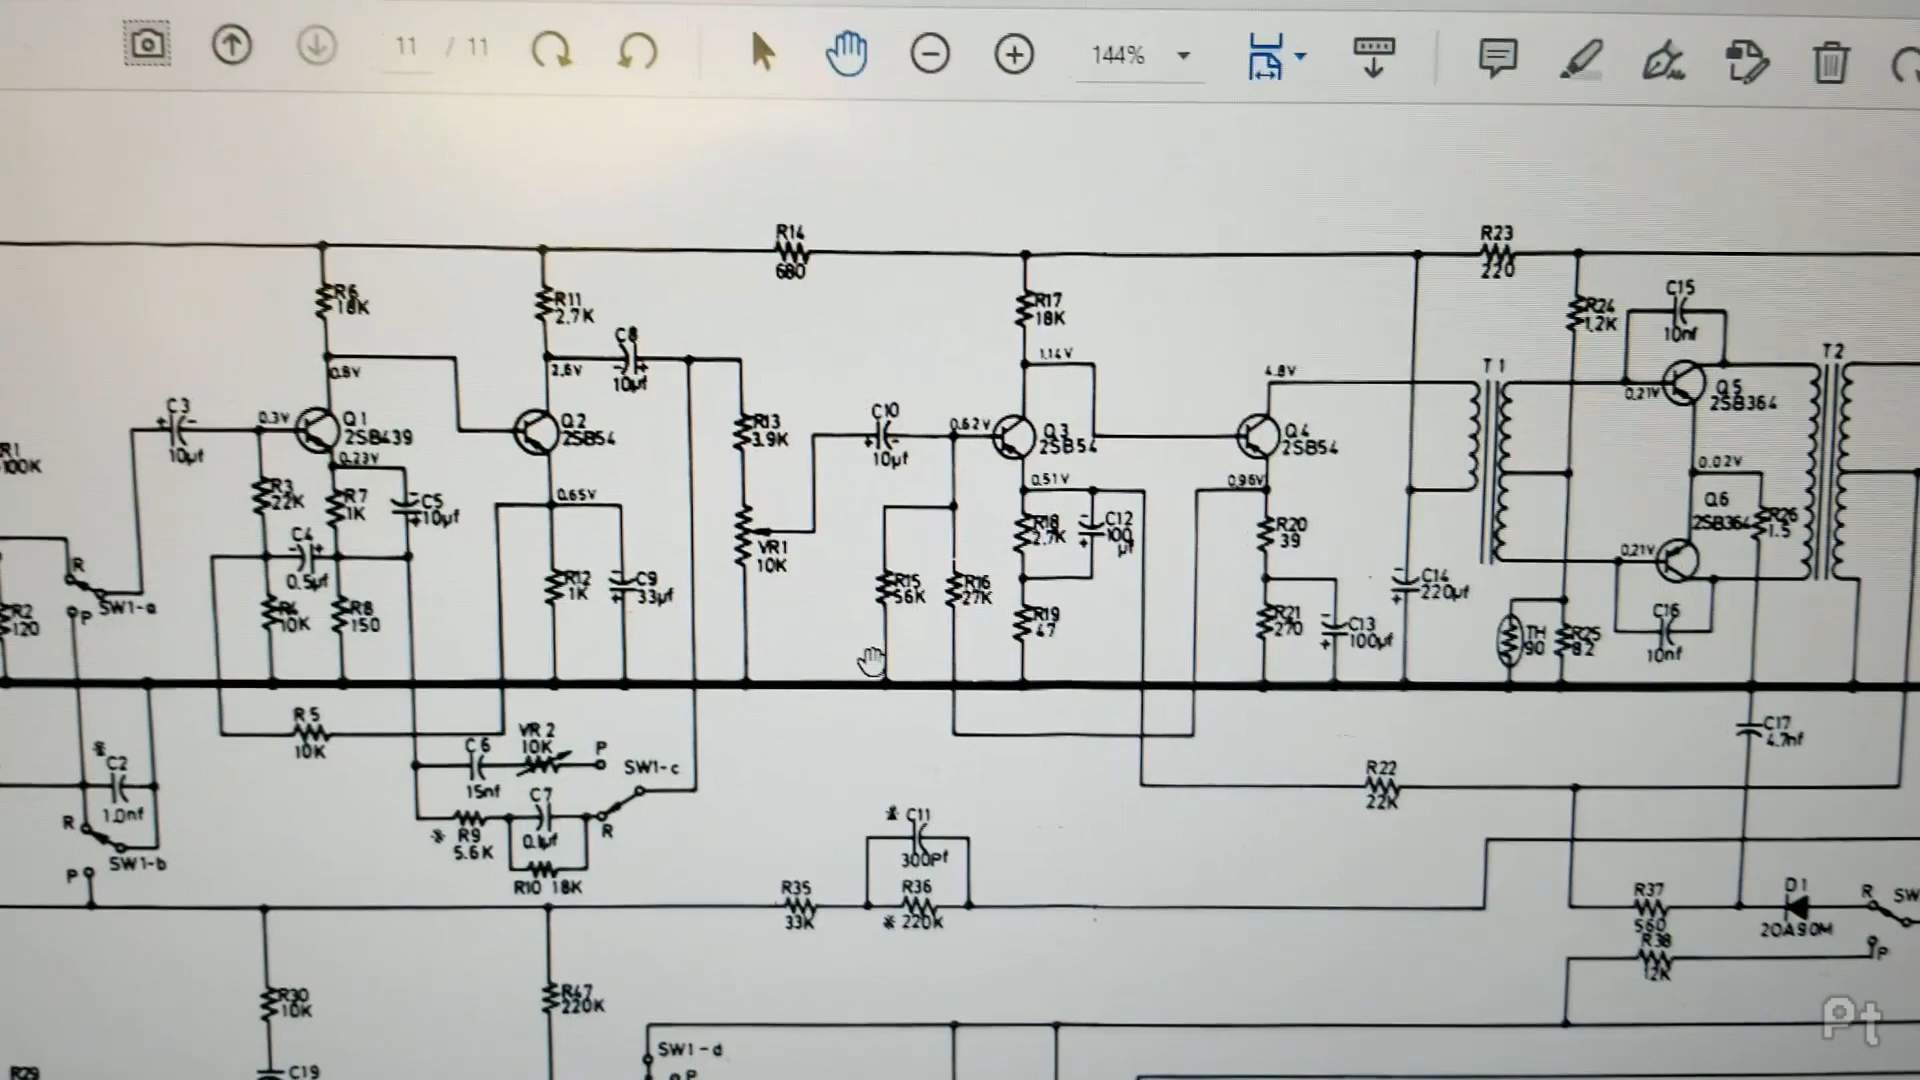 11 / 11
144%
R14
680
R23
220
R6
18K
R11
2.7K
C8
10µf
R17
18K
1.14V
R24
1.2K
C15
10nf
T1
T2
0.8V
2.6V
4.8V
C3
10µf
0.3V
Q1
2SB439
0.23V
Q2
2SB54
R13
3.9K
C10
10µf
0.62V
Q3
2SB54
Q4
2SB54
0.21V
Q5
2SB364
R1
100K
R3
22K
R7
1K
C5
10µf
0.65V
VR1
10K
0.51V
R18
2.7K
C12
100
µf
0.96V
R20
39
0.02V
Q6
2SB364
R26
1.5
C4
0.5µf
R4
10K
R8
150
R12
1K
C9
33µf
R15
56K
R16
27K
R19
47
R21
270
C13
100µf
C14
220µf
0.21V
TH
90
R25
82
C16
10nf
R2
120
R
P
SW1-a
R5
10K
※
C2
10nf
R
SW1-b
P
C6
15nf
VR2
10K
P
SW1-c
※ R9
5.6K
C7
0.1µf
R
R10 18K
C17
4.7nf
R22
22K
※ C11
300Pf
R35
33K
R36
※ 220K
R37
560
D1
20A90M
R
SW
P
R38
12K
R30
10K
R47
220K
SW1-d
P
R29
C19
Pt